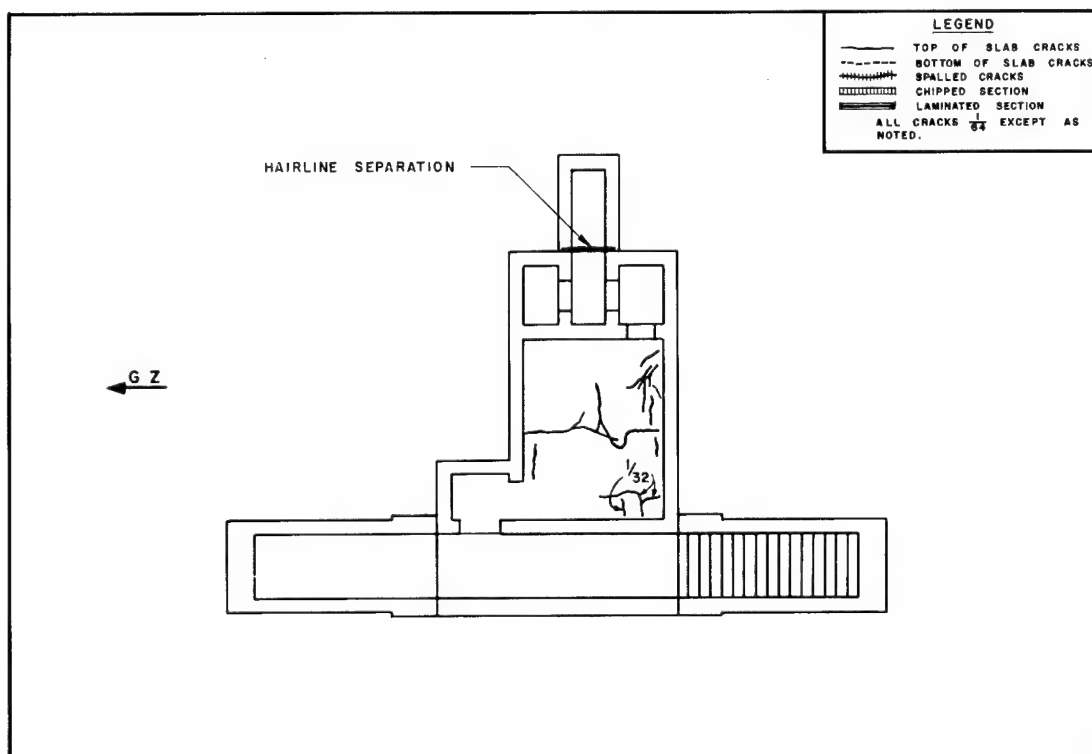 LEGEND
TOP OF SLAB CRACKS
BOTTOM OF SLAB CRACKS
SPALLED CRACKS
CHIPPED SECTION
LAMINATED SECTION
ALL CRACKS 1/64 EXCEPT AS
NOTED.
HAIRLINE SEPARATION
G Z
1/32